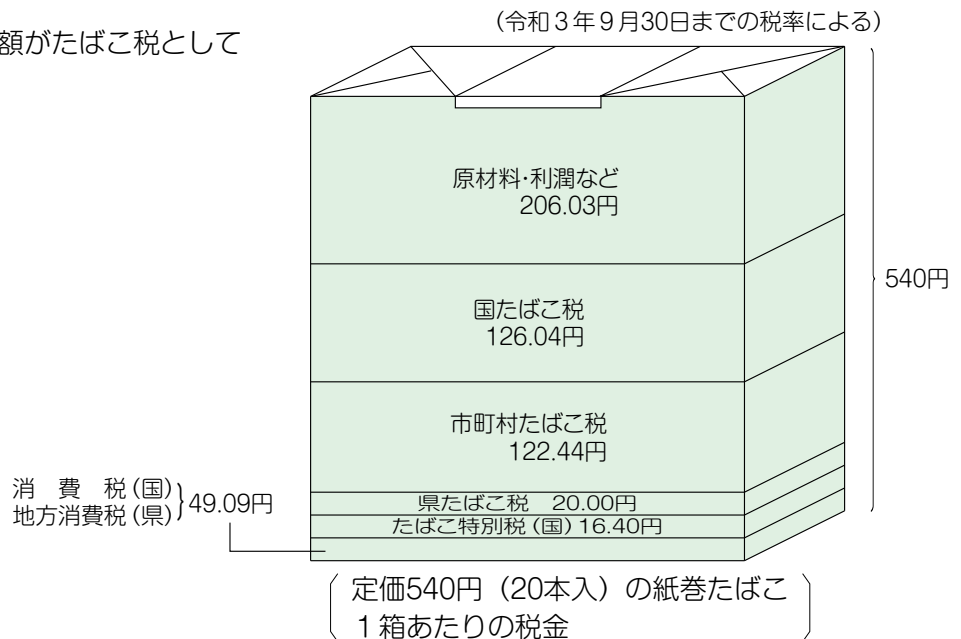 （令和３年９月30日までの税率による）
額がたばこ税として
原材料･利潤など
206.03円
540円
国たばこ税
126.04円
市町村たばこ税
122.44円
消　費　税（国）
地方消費税（県）
49.09円
県たばこ税　20.00円
たばこ特別税（国）16.40円
定価540円（20本入）の紙巻たばこ
１箱あたりの税金